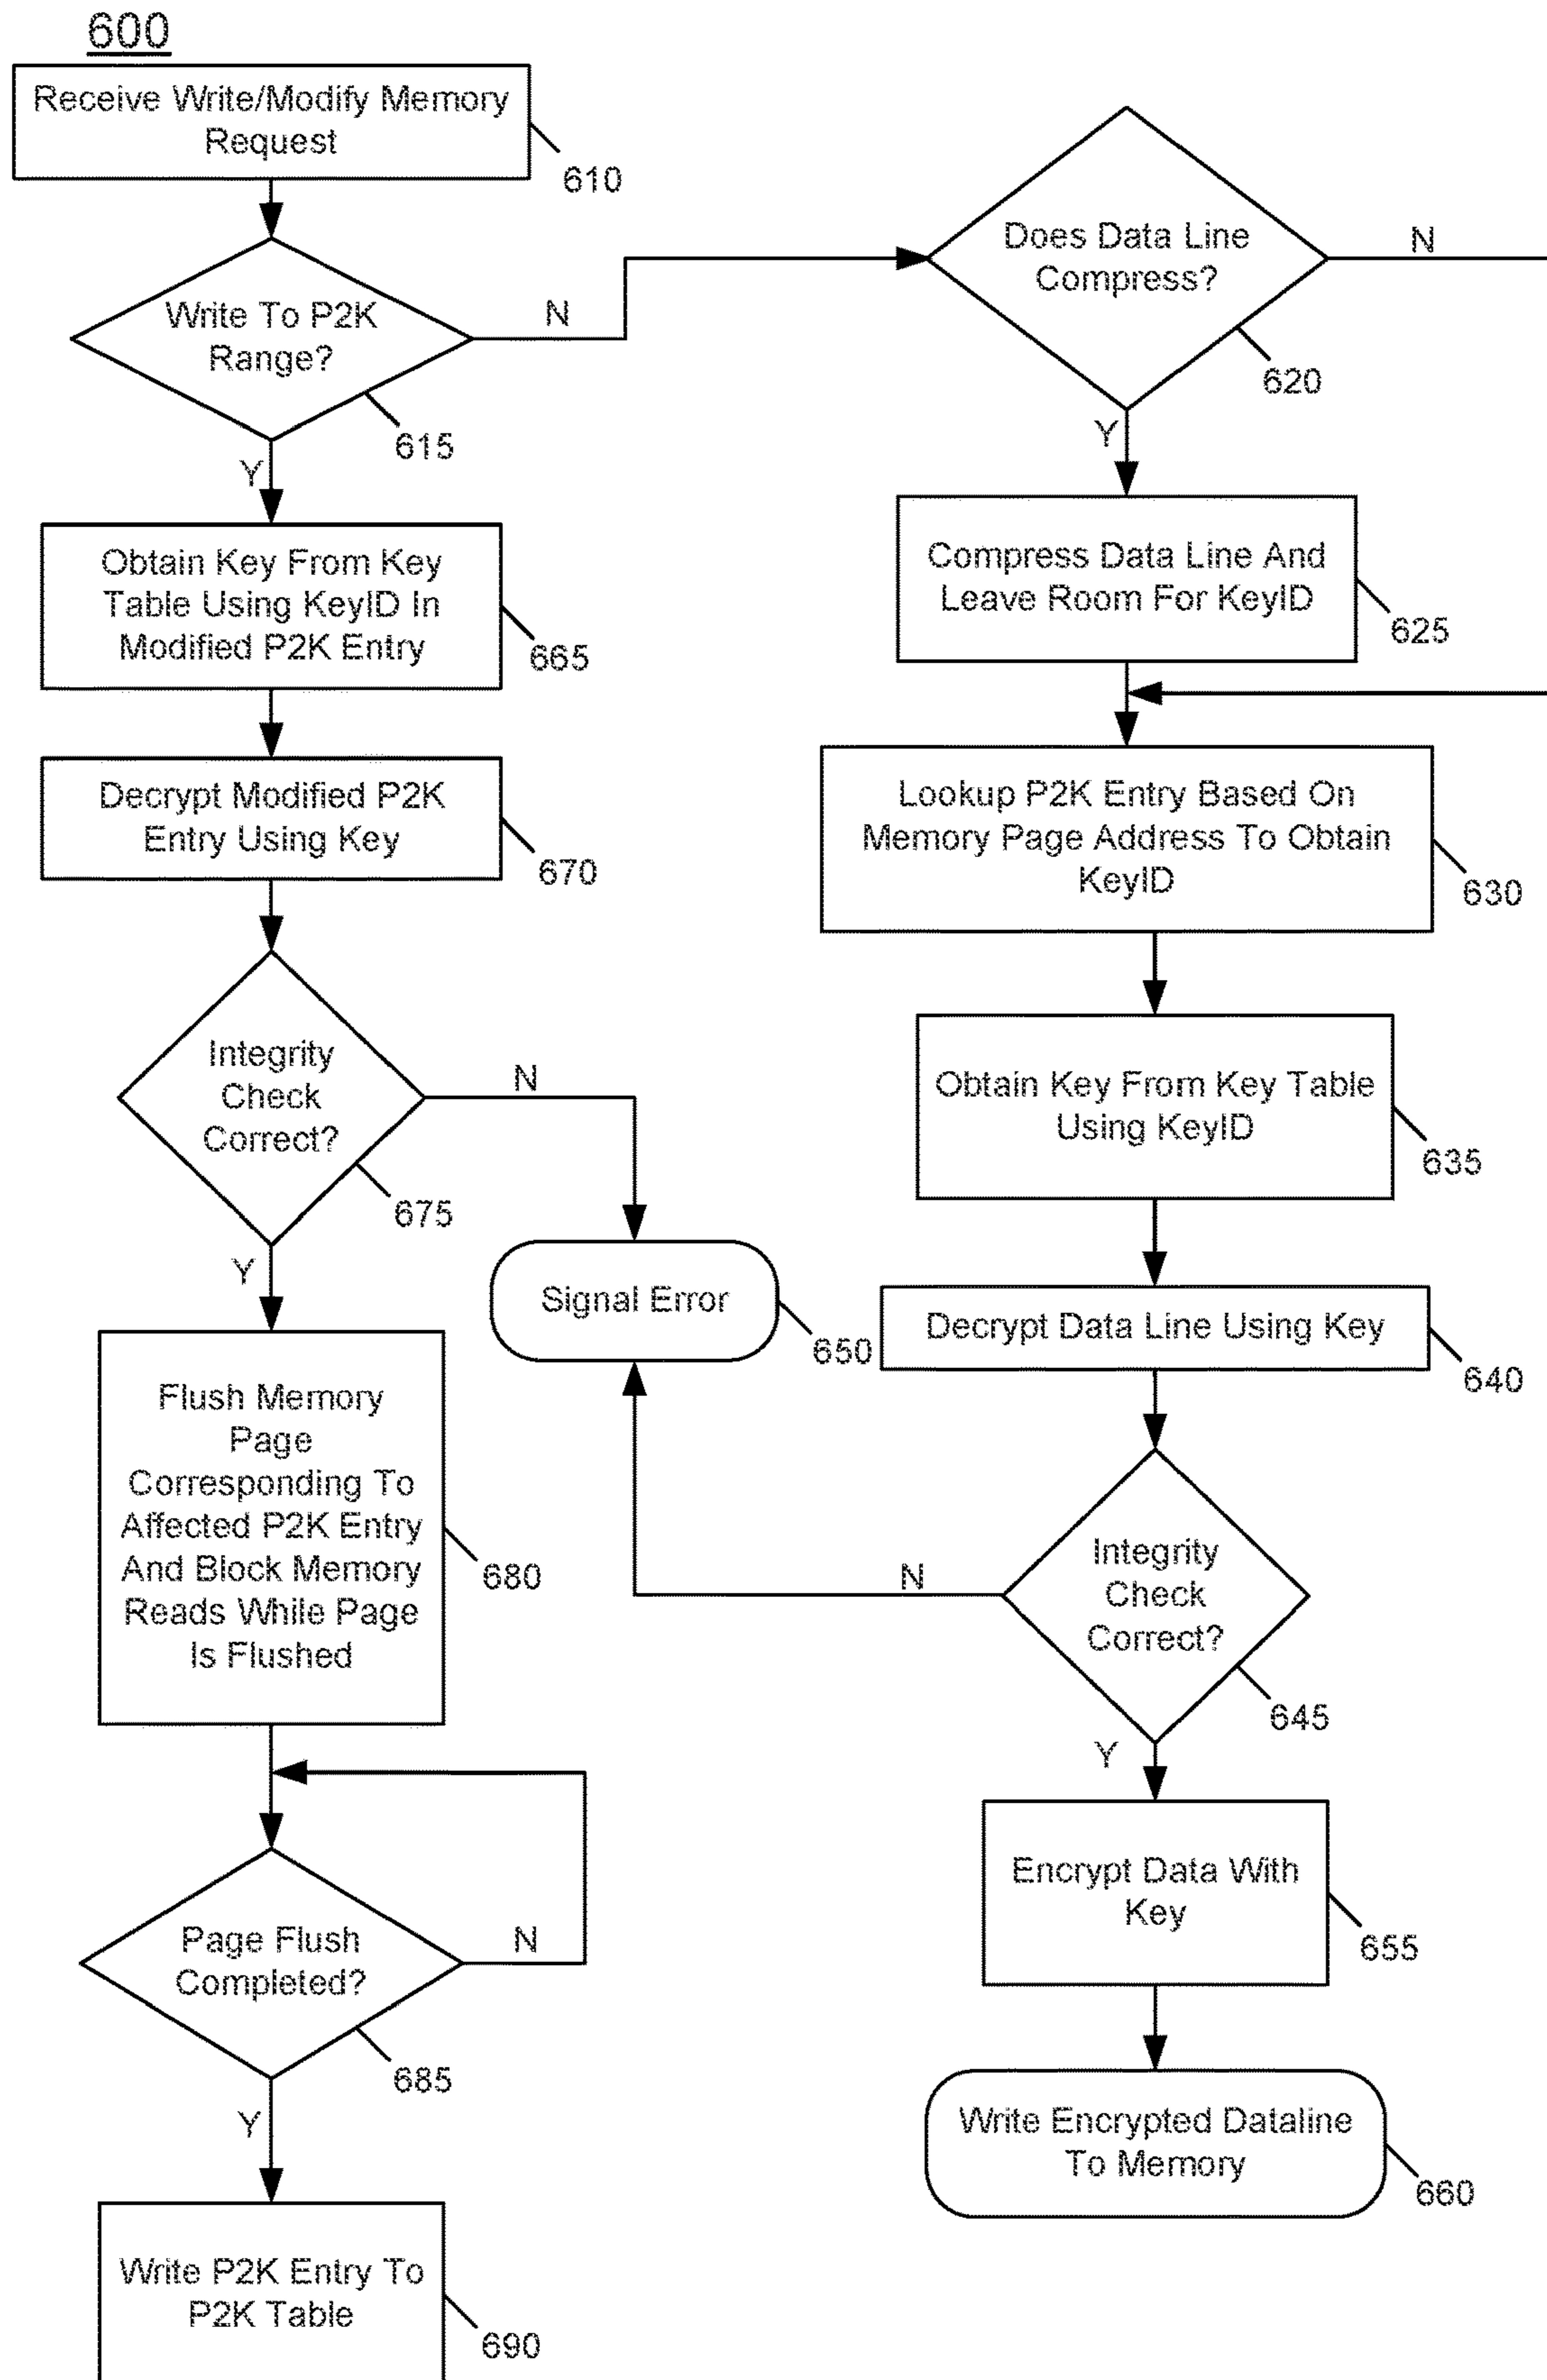 600
Receive Write/Modify Memory
Request
610
Write To P2K
Range?
N
615
Y
Obtain Key From Key
Table Using KeyID In
Modified P2K Entry
665
Decrypt Modified P2K
Entry Using Key
670
Integrity
Check
Correct?
N
675
Y
Signal Error
650
Flush Memory
Page
Corresponding To
Affected P2K Entry
And Block Memory
Reads While Page
Is Flushed
680
Page Flush
Completed?
N
685
Y
Write P2K Entry To
P2K Table
690
Does Data Line
Compress?
N
620
Y
Compress Data Line And
Leave Room For KeyID
625
Lookup P2K Entry Based On
Memory Page Address To Obtain
KeyID
630
Obtain Key From Key Table
Using KeyID
635
Decrypt Data Line Using Key
640
Integrity
Check
Correct?
N
645
Y
Encrypt Data With
Key
655
Write Encrypted Dataline
To Memory
660